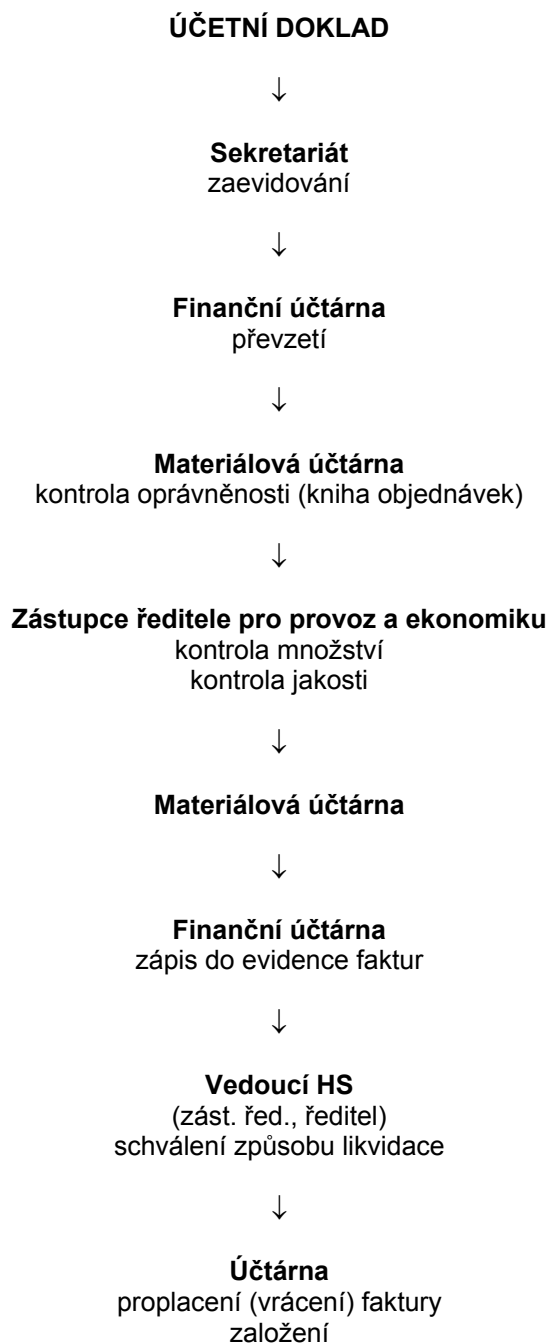 ÚČETNÍ DOKLAD
↓
Sekretariát
zaevidování
↓
Finanční účtárna
převzetí
↓
Materiálová účtárna
kontrola oprávněnosti (kniha objednávek)
↓
Zástupce ředitele pro provoz a ekonomiku
kontrola množství
kontrola jakosti
↓
Materiálová účtárna
↓
Finanční účtárna
zápis do evidence faktur
↓
Vedoucí HS
(zást. řed., ředitel)
schválení způsobu likvidace
↓
Účtárna
proplacení (vrácení) faktury
založení